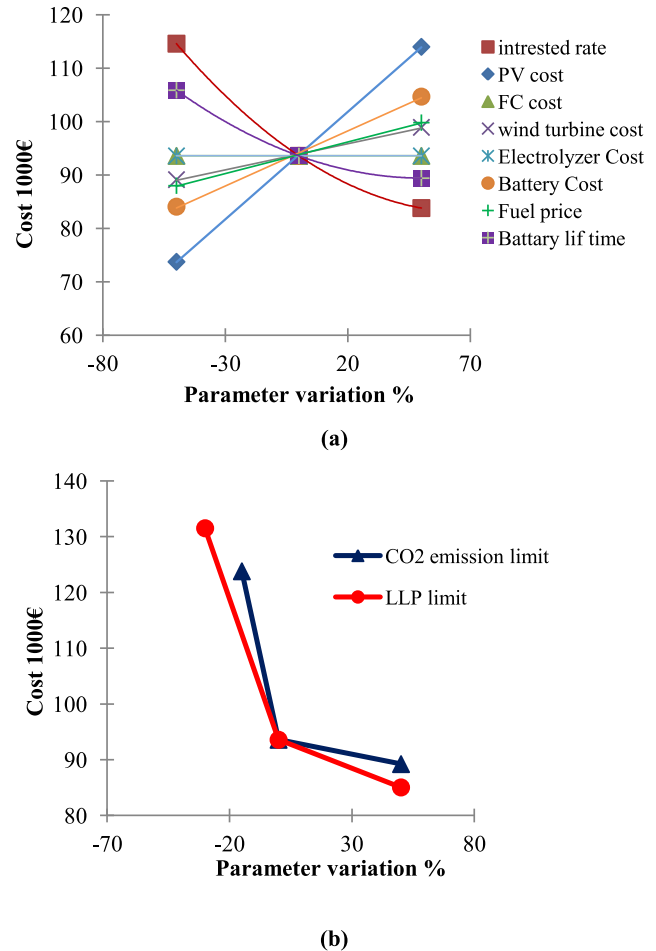 120
110
100
90
80
70
60
-80
-30
20
70
Cost 1000€
Parameter variation %
intrested rate
PV cost
FC cost
wind turbine cost
Electrolyzer Cost
Battery Cost
Fuel price
Battary lif time
(a)
140
130
120
110
100
90
80
-70
-20
30
80
Cost 1000€
Parameter variation %
CO2 emission limit
LLP limit
(b)